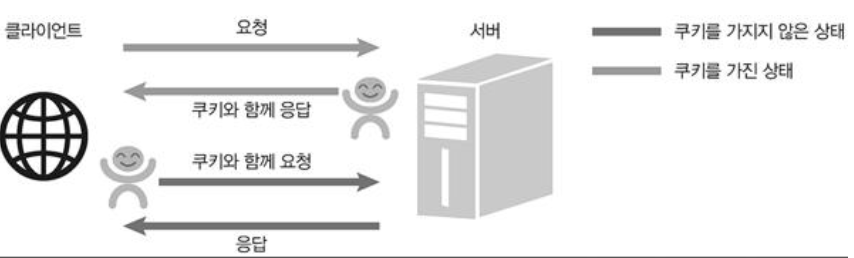 클라이언트
요청
서버
쿠키를 가지지 않은 상태
쿠키를 가진 상태
쿠키와 함께 응답
쿠키와 함께 요청
응답